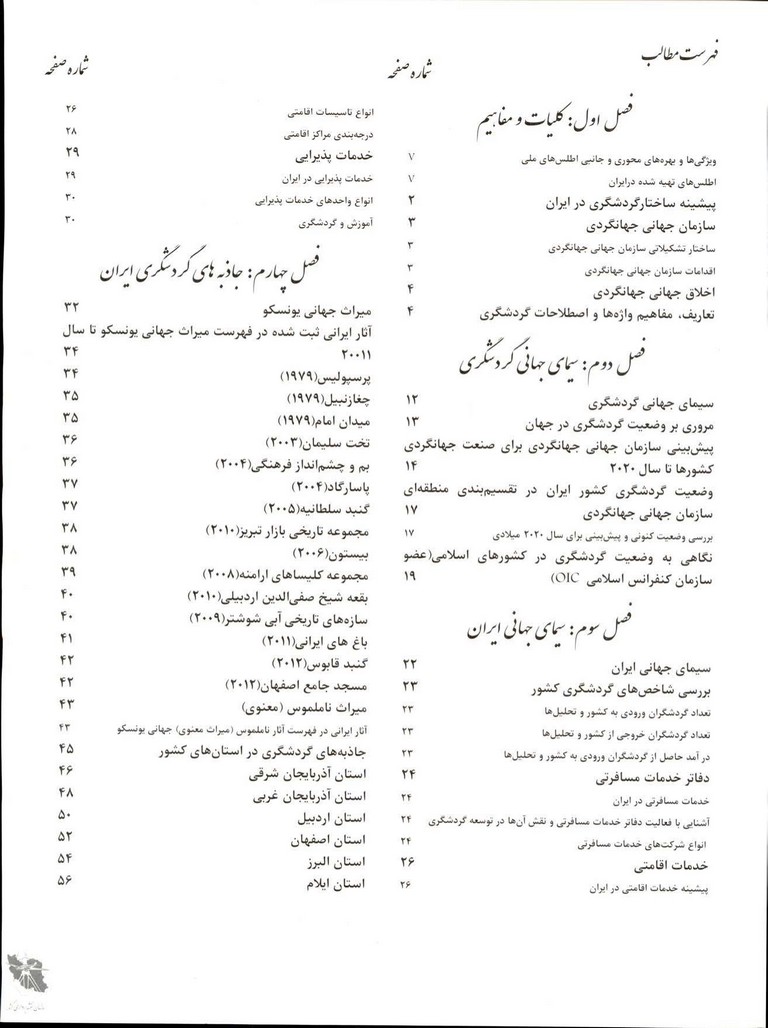 فهرست مطالب
شماره صفحه
فصل اول: کلیات و مفاهیم
ویژگی‌ها و بهره‌های محوری و جانبی اطلس‌های ملی ۷
اطلس‌های تهیه شده درایران ۷
پیشینه ساختارگردشگری در ایران ۲
سازمان جهانی جهانگردی ۳
ساختار تشکیلاتی سازمان جهانی جهانگردی ۳
اقدامات سازمان جهانی جهانگردی ۳
اخلاق جهانی جهانگردی ۴
تعاریف، مفاهیم واژه‌ها و اصطلاحات گردشگری ۴
فصل دوم: سیمای جهانی گردشگری
سیمای جهانی گردشگری ۱۲
مروری بر وضعیت گردشگری در جهان ۱۳
پیش‌بینی سازمان جهانی جهانگردی برای صنعت جهانگردی
کشورها تا سال ۲۰۲۰ ۱۴
وضعیت گردشگری کشور ایران در تقسیم‌بندی منطقه‌ای
سازمان جهانی جهانگردی ۱۷
بررسی وضعیت کنونی و پیش‌بینی برای سال ۲۰۲۰ میلادی ۱۷
نگاهی به وضعیت گردشگری در کشورهای اسلامی(عضو
سازمان کنفرانس اسلامی OIC) ۱۹
فصل سوم: سیمای جهانی ایران
سیمای جهانی ایران ۲۲
بررسی شاخص‌های گردشگری کشور ۲۳
تعداد گردشگران ورودی به کشور و تحلیل‌ها ۲۳
تعداد گردشگران خروجی از کشور و تحلیل‌ها ۲۳
در آمد حاصل از گردشگران ورودی به کشور و تحلیل‌ها ۲۳
دفاتر خدمات مسافرتی ۲۴
خدمات مسافرتی در ایران ۲۴
آشنایی با فعالیت دفاتر خدمات مسافرتی و نقش آن‌ها در توسعه گردشگری ۲۴
انواع شرکت‌های خدمات مسافرتی ۲۴
خدمات اقامتی ۲۶
پیشینه خدمات اقامتی در ایران ۲۶
شماره صفحه
انواع تاسیسات اقامتی ۲۶
درجه‌بندی مراکز اقامتی ۲۸
خدمات پذیرایی ۲۹
خدمات پذیرایی در ایران ۲۹
انواع واحدهای خدمات پذیرایی ۳۰
آموزش و گردشگری ۳۰
فصل چهارم: جاذبه های گردشگری ایران
میراث جهانی یونسکو ۳۲
آثار ایرانی ثبت شده در فهرست میراث جهانی یونسکو تا سال
۲۰۰۱۱ ۳۴
پرسپولیس(۱۹۷۹) ۳۴
چغازنبیل(۱۹۷۹) ۳۵
میدان امام(۱۹۷۹) ۳۵
تخت سلیمان(۲۰۰۳) ۳۶
بم و چشم‌انداز فرهنگی(۲۰۰۴) ۳۶
پاسارگاد(۲۰۰۴) ۳۷
گنبد سلطانیه(۲۰۰۵) ۳۷
مجموعه تاریخی بازار تبریز(۲۰۱۰) ۳۸
بیستون(۲۰۰۶) ۳۸
مجموعه کلیساهای ارامنه(۲۰۰۸) ۳۹
بقعه شیخ صفی‌الدین اردبیلی(۲۰۱۰) ۴۰
سازه‌های تاریخی آبی شوشتر(۲۰۰۹) ۴۰
باغ های ایرانی(۲۰۱۱) ۴۱
گنبد قابوس(۲۰۱۲) ۴۲
مسجد جامع اصفهان(۲۰۱۲) ۴۲
میراث ناملموس (معنوی) ۴۳
آثار ایرانی در فهرست آثار ناملموس (میراث معنوی) جهانی یونسکو ۴۳
جاذبه‌های گردشگری در استان‌های کشور ۴۵
استان آذربایجان شرقی ۴۶
استان آذربایجان غربی ۴۸
استان اردبیل ۵۰
استان اصفهان ۵۲
استان البرز ۵۴
استان ایلام ۵۶